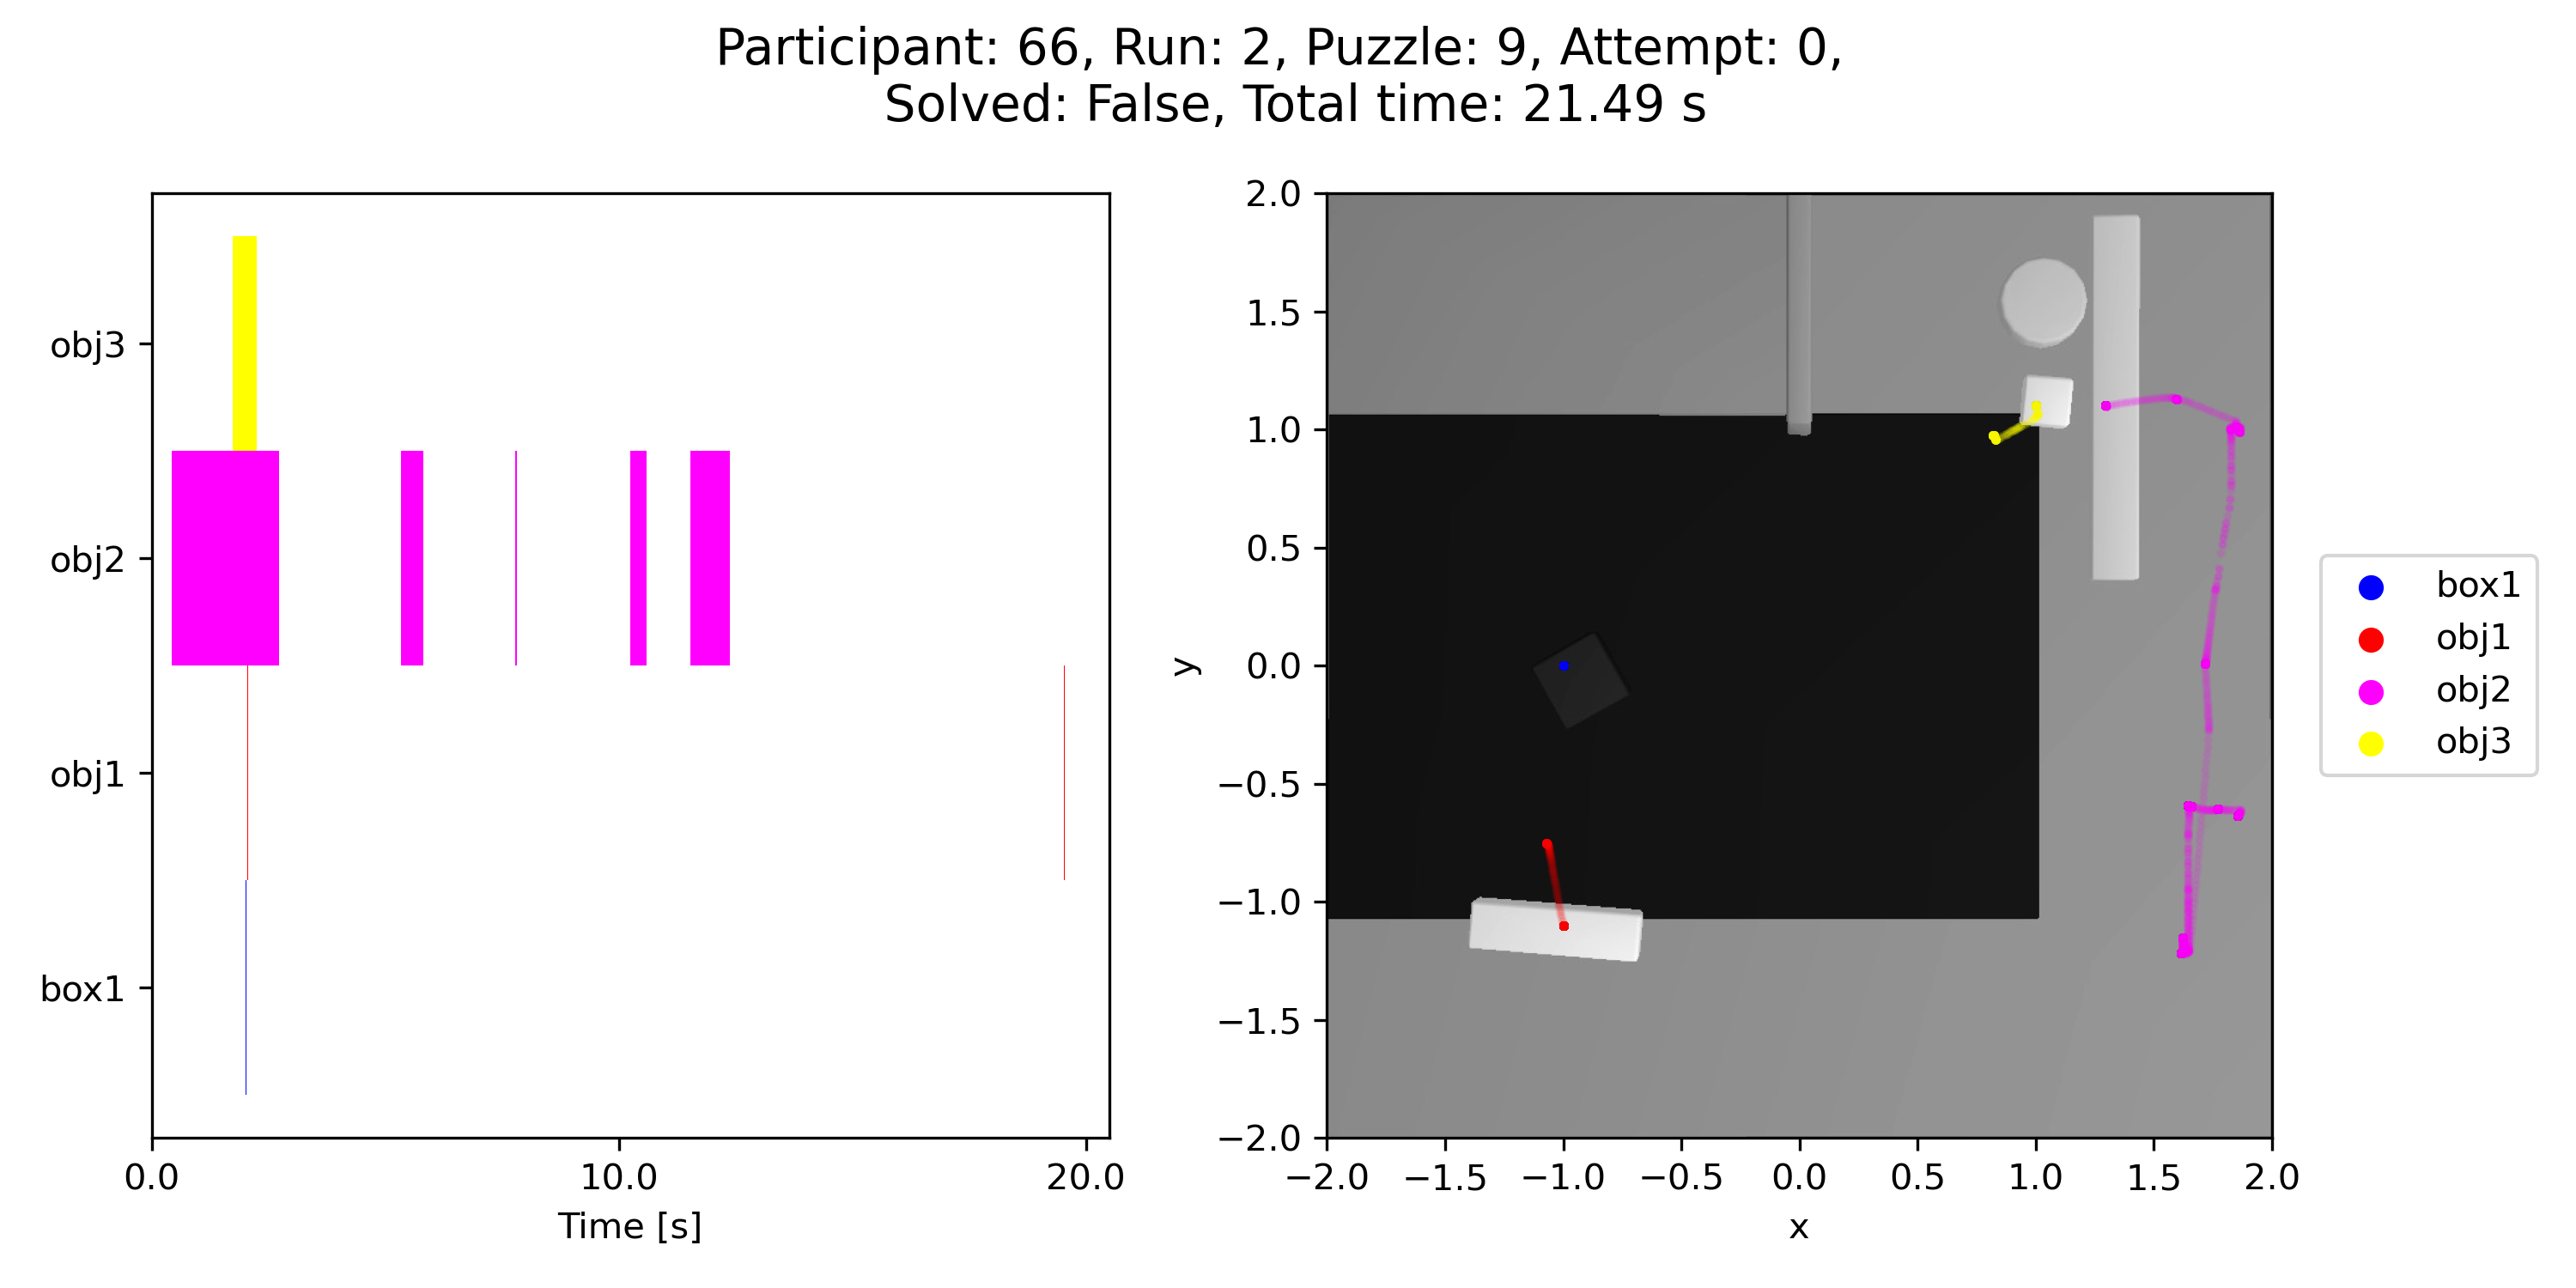 Participant: 66, Run: 2, Puzzle: 9, Attempt: 0,
Solved: False, Total time: 21.49 s
obj3
obj2
obj1
box1
0.0 10.0 20.0
Time [s]
2.0
1.5
1.0
0.5
0.0
−0.5
−1.0
−1.5
−2.0
y
−2.0 −1.5 −1.0 −0.5 0.0 0.5 1.0 1.5 2.0
x
box1
obj1
obj2
obj3